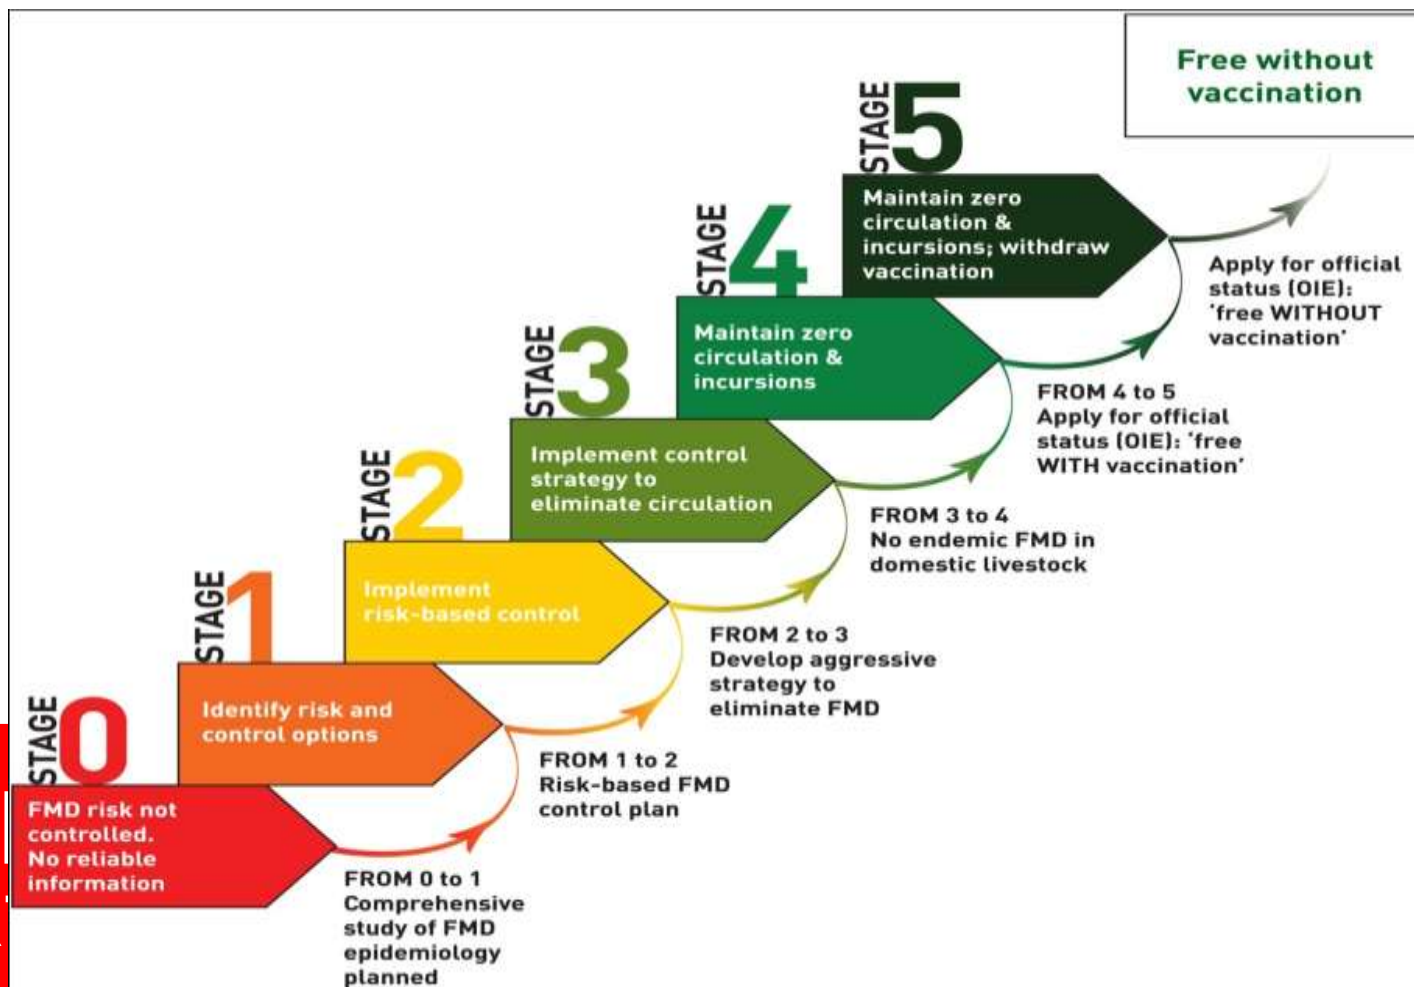 Free without
vaccination
STAGE 5
Maintain zero
circulation &
incursions; withdraw
vaccination
Apply for official
status (OIE):
'free WITHOUT
vaccination'
STAGE 4
Maintain zero
circulation &
incursions
FROM 4 to 5
Apply for official
status (OIE): 'free
WITH vaccination'
STAGE 3
Implement control
strategy to
eliminate circulation
FROM 3 to 4
No endemic FMD in
domestic livestock
STAGE 2
Implement
risk-based control
FROM 2 to 3
Develop aggressive
strategy to
eliminate FMD
STAGE 1
Identify risk and
control options
FROM 1 to 2
Risk-based FMD
control plan
STAGE 0
FMD risk not
controlled.
No reliable
information
FROM 0 to 1
Comprehensive
study of FMD
epidemiology
planned